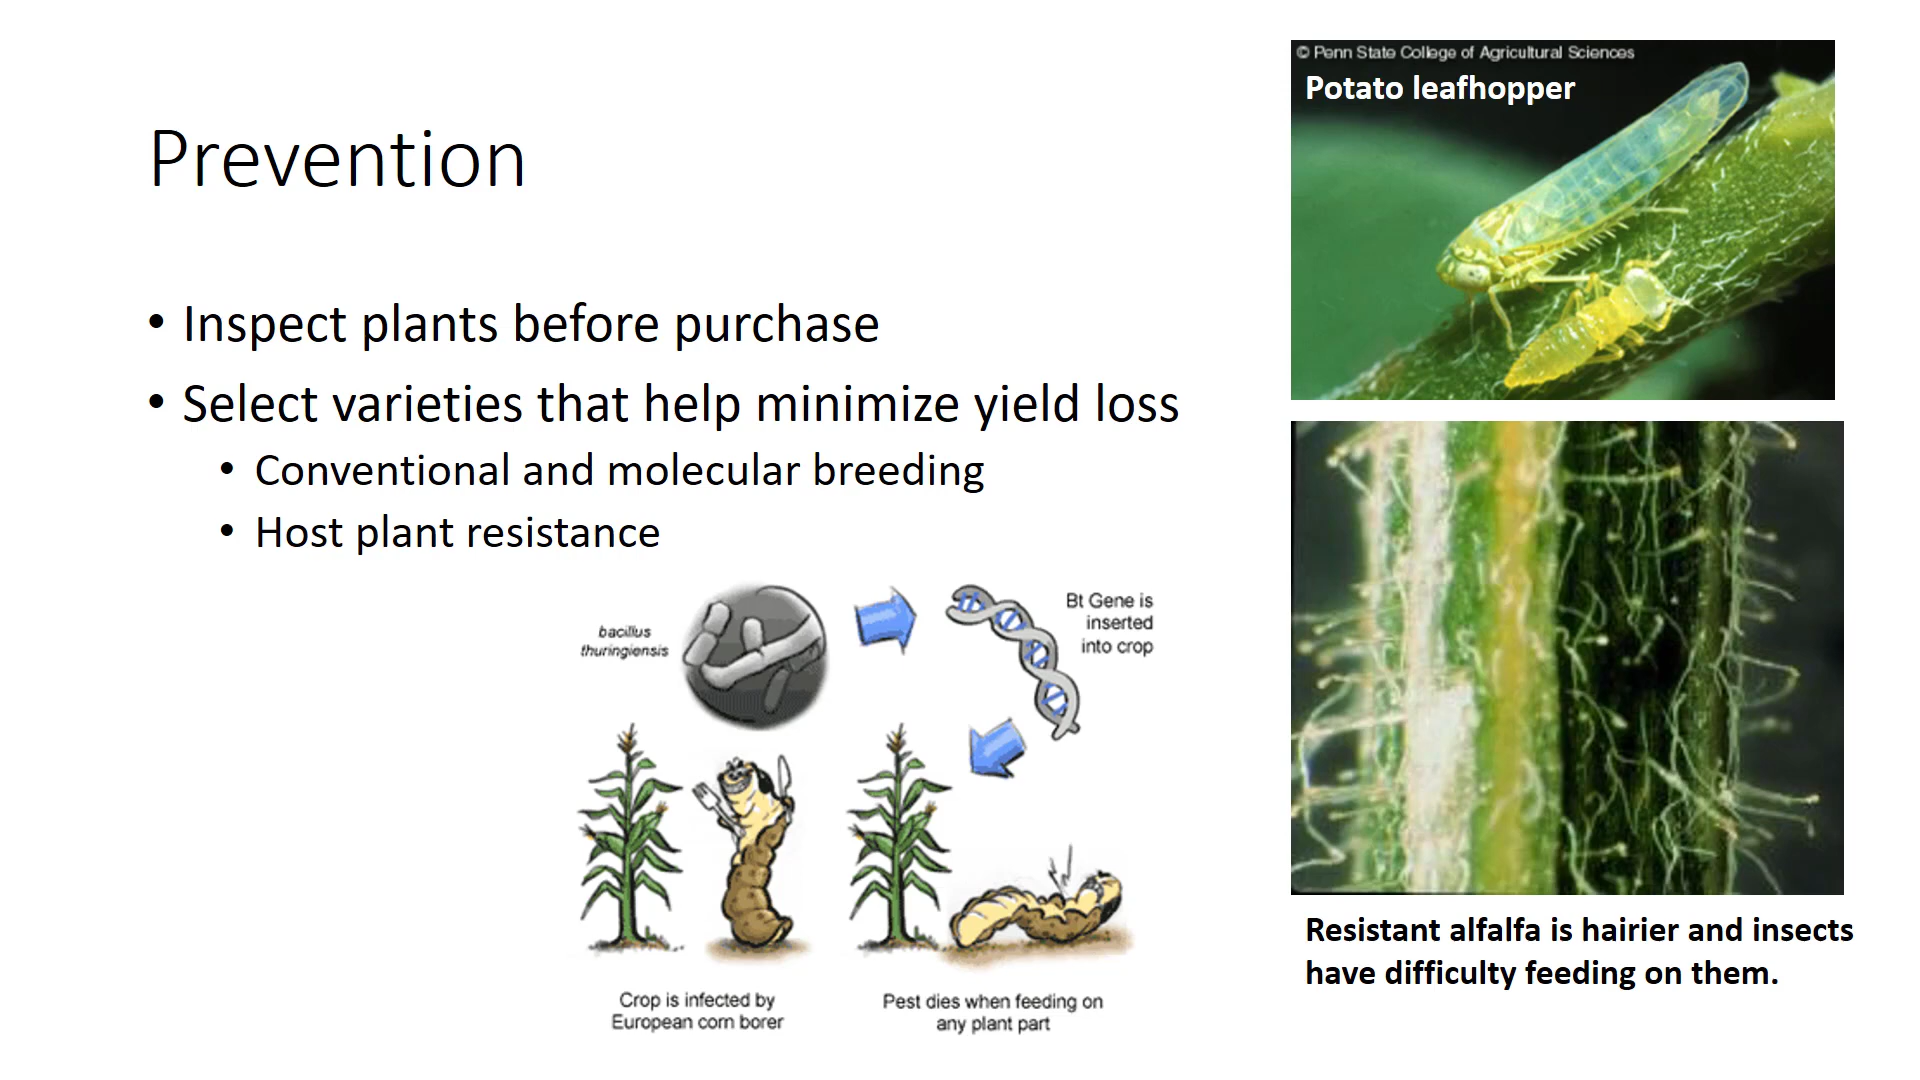 Prevention
• Inspect plants before purchase
• Select varieties that help minimize yield loss
• Conventional and molecular breeding
• Host plant resistance
bacillus
thuringiensis
Bt Gene is
inserted
into crop
Crop is infected by
European corn borer
Pest dies when feeding on
any plant part
© Penn State College of Agricultural Sciences
Potato leafhopper
Resistant alfalfa is hairier and insects
have difficulty feeding on them.